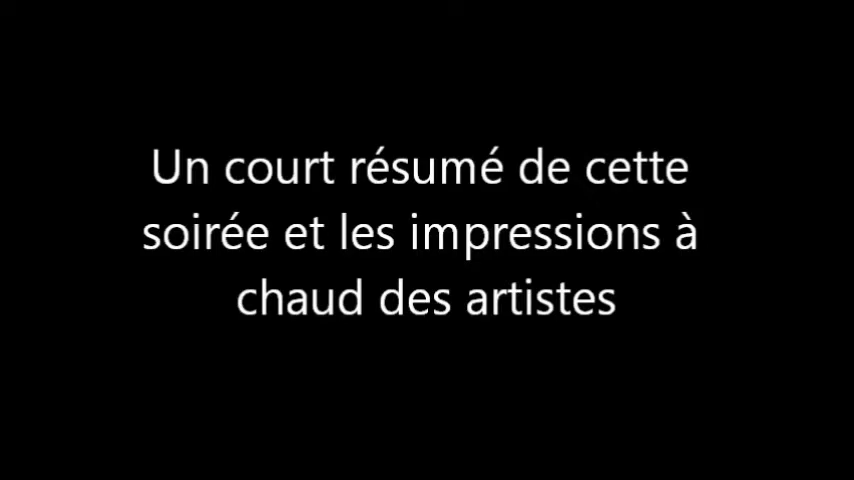 Un court résumé de cette
soirée et les impressions à
chaud des artistes